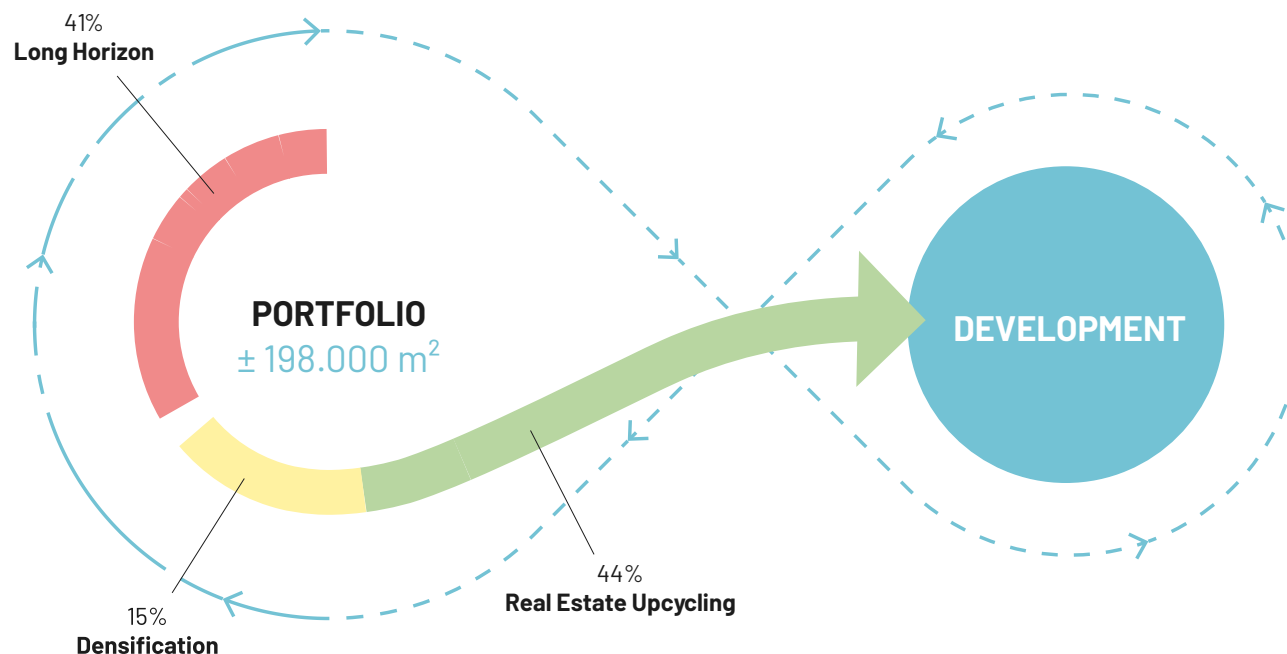 41%
Long Horizon
PORTFOLIO
± 198.000 m²
DEVELOPMENT
44%
Real Estate Upcycling
15%
Densification